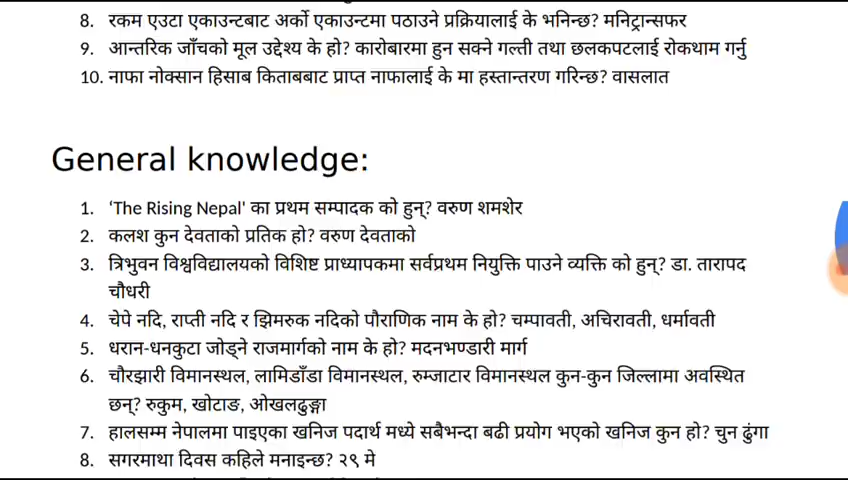 8. रकम एउटा एकाउन्टबाट अर्को एकाउन्टमा पठाउने प्रक्रियालाई के भनिन्छ? मनिट्रान्सफर
9. आन्तरिक जाँचको मूल उद्देश्य के हो? कारोबारमा हुन सक्ने गल्ती तथा छलकपटलाई रोकथाम गर्नु
10. नाफा नोक्सान हिसाब किताबबाट प्राप्त नाफालाई के मा हस्तान्तरण गरिन्छ? वासलात
General knowledge:
1. ‘The Rising Nepal' का प्रथम सम्पादक को हुन्? वरुण शमशेर
2. कलश कुन देवताको प्रतिक हो? वरुण देवताको
3. त्रिभुवन विश्वविद्यालयको विशिष्ट प्राध्यापकमा सर्वप्रथम नियुक्ति पाउने व्यक्ति को हुन्? डा. तारापद
चौधरी
4. चेपे नदि, राप्ती नदि र झिमरुक नदिको पौराणिक नाम के हो? चम्पावती, अचिरावती, धर्मावती
5. धरान-धनकुटा जोड्ने राजमार्गको नाम के हो? मदनभण्डारी मार्ग
6. चौरझारी विमानस्थल, लामिडाँडा विमानस्थल, रुम्जाटार विमानस्थल कुन-कुन जिल्लामा अवस्थित
छन्? रुकुम, खोटाङ, ओखलढुङ्गा
7. हालसम्म नेपालमा पाइएका खनिज पदार्थ मध्ये सबैभन्दा बढी प्रयोग भएको खनिज कुन हो? चुन ढुंगा
8. सगरमाथा दिवस कहिले मनाइन्छ? २९ मे